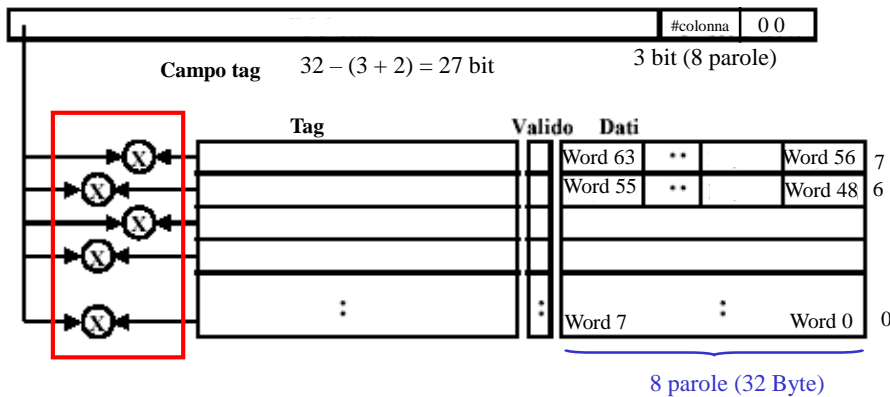 #colonna 0 0
Campo tag 32 – (3 + 2) = 27 bit 3 bit (8 parole)
Tag Valido Dati
X Word 63 •• Word 56 7
X Word 55 •• Word 48 6
X
X
X : : Word 7 : Word 0 0
8 parole (32 Byte)